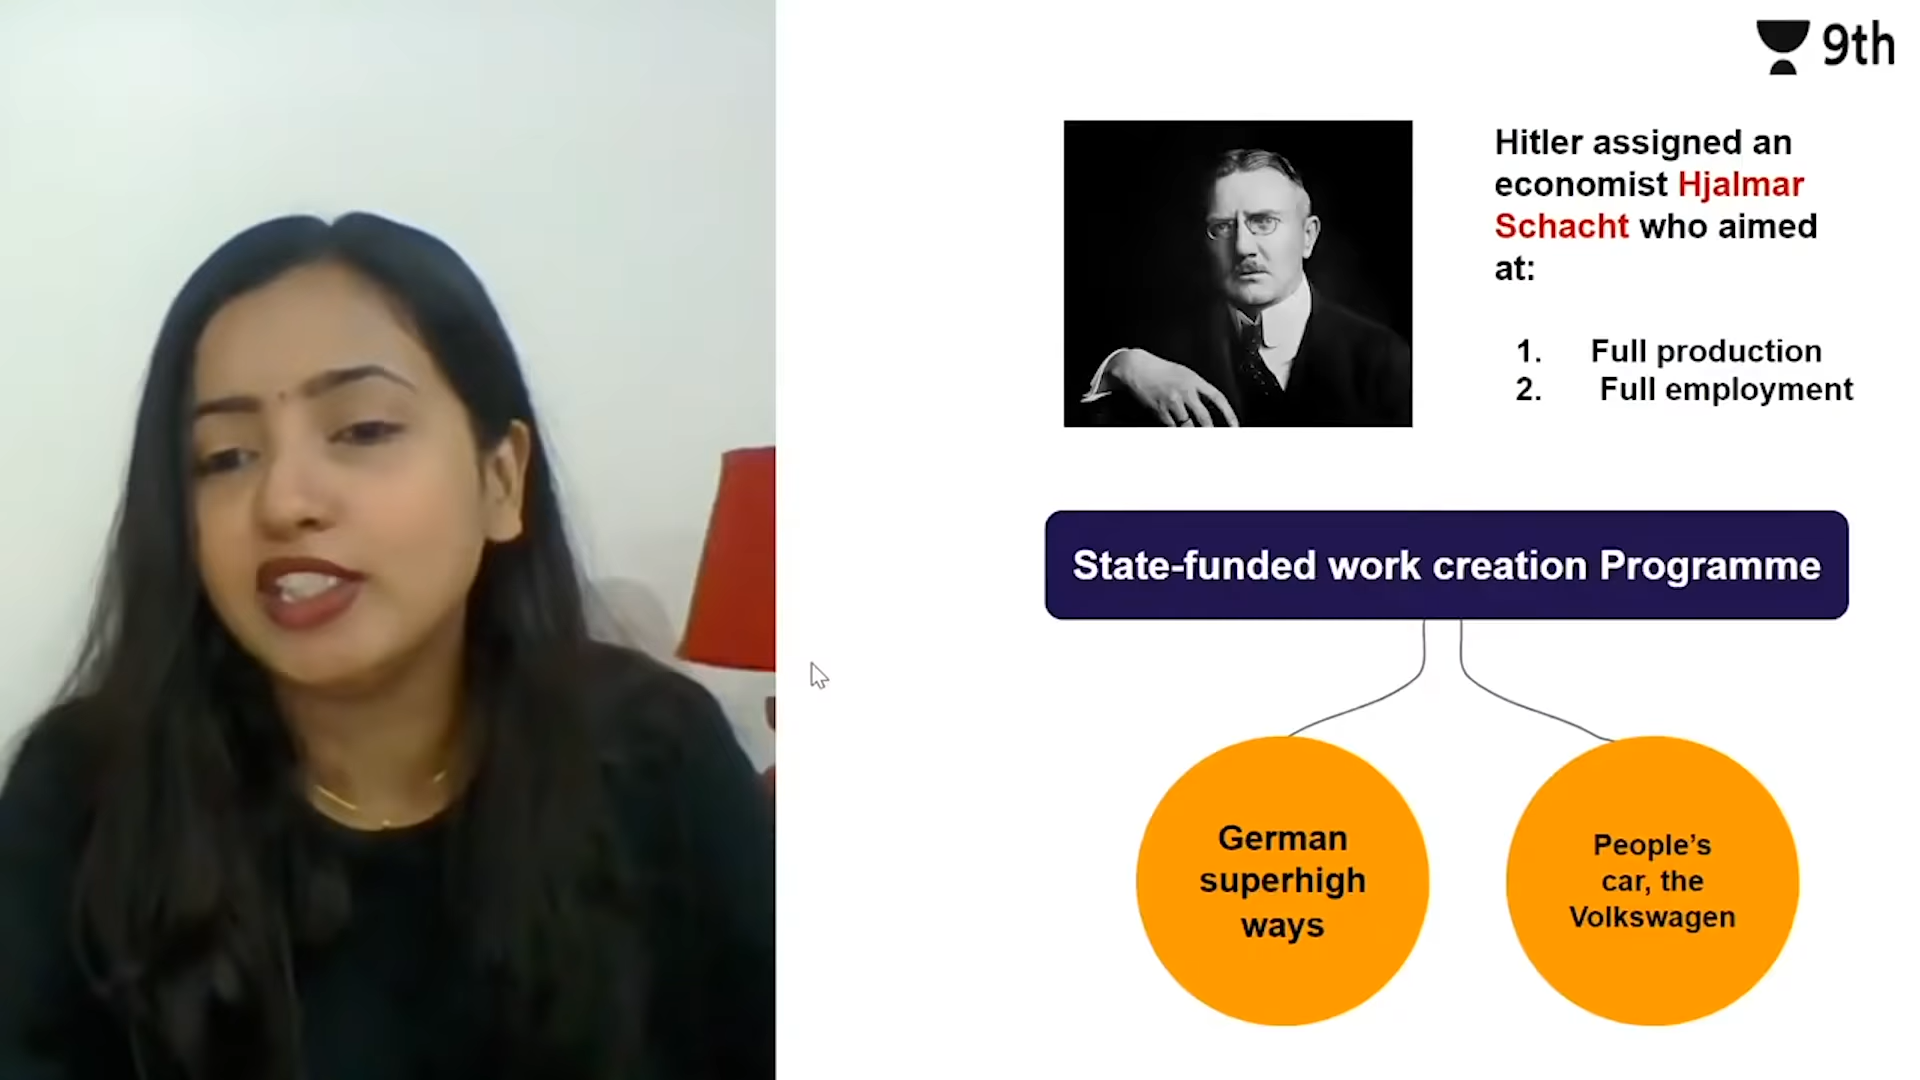 9th
Hitler assigned an
economist Hjalmar
Schacht who aimed
at:
1. Full production
2. Full employment
State-funded work creation Programme
German
superhigh
ways
People’s
car, the
Volkswagen